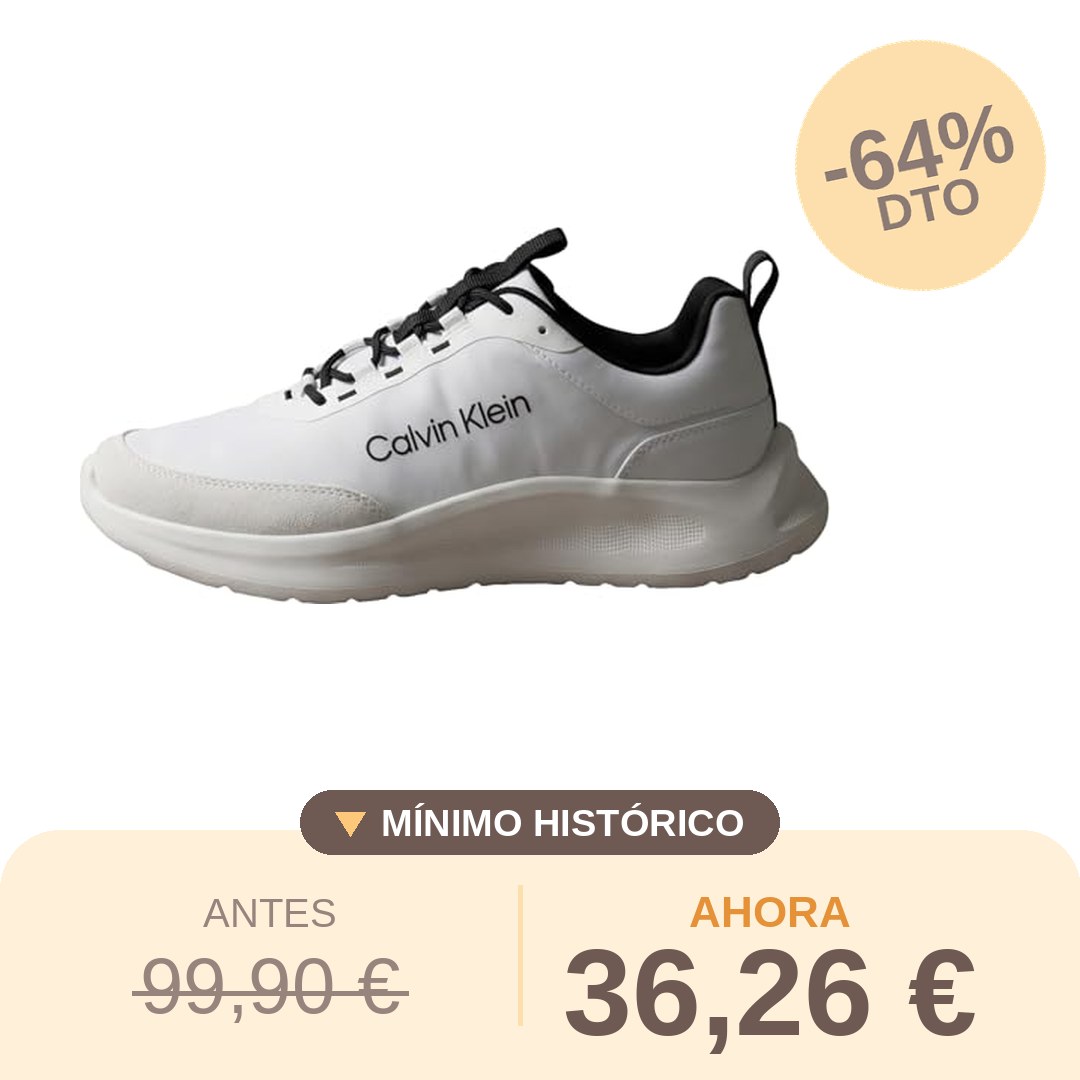 -64%
DTO
Calvin Klein
MÍNIMO HISTÓRICO
ANTES
99,90 €
AHORA
36,26 €